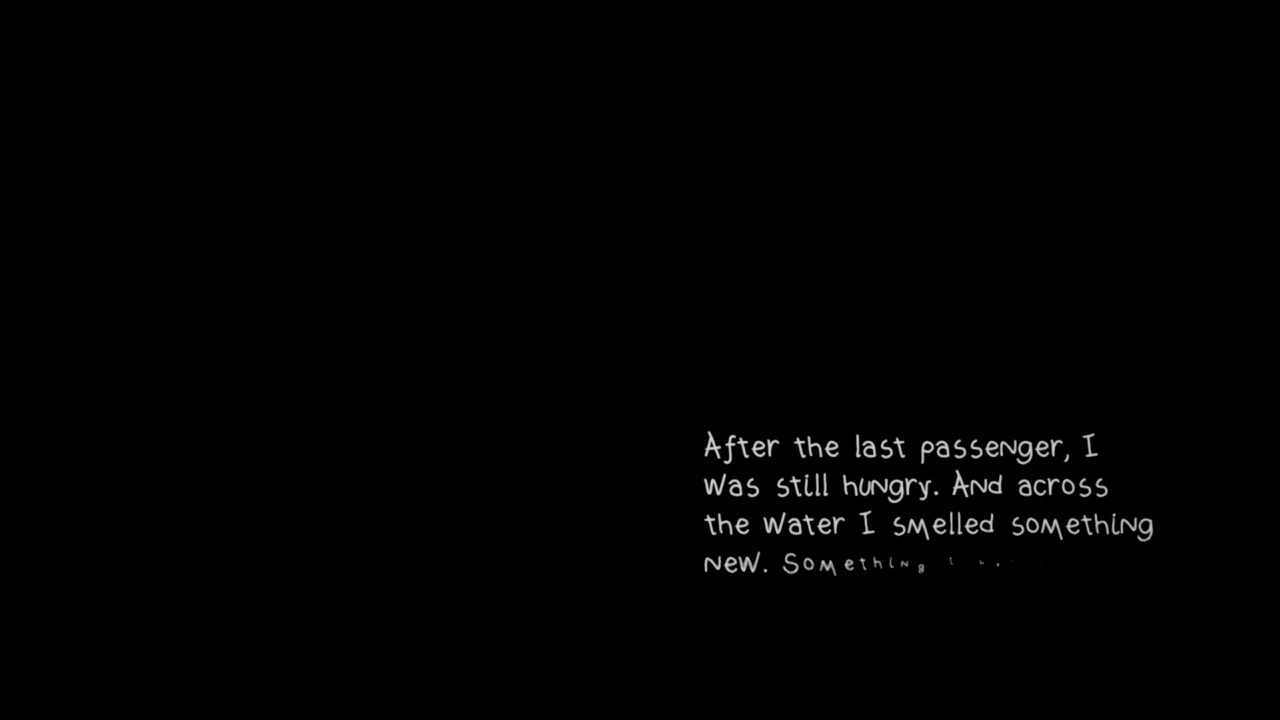 After the last passenger, I
was still hungry. And across
the water I smelled something
new. Something